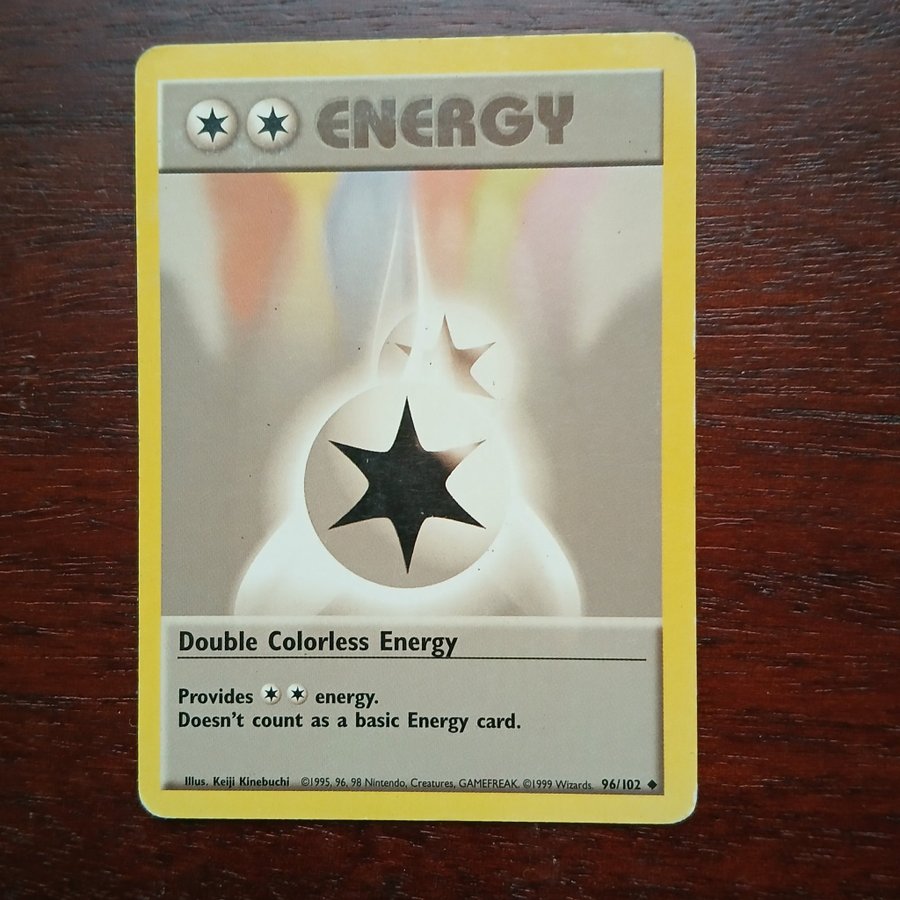 ENERGY
Double Colorless Energy
Provides energy.
Doesn't count as a basic Energy card.
Illus. Keiji Kinebuchi ©1995, 96, 98 Nintendo, Creatures, GAMEFREAK. ©1999 Wizards. 96/102